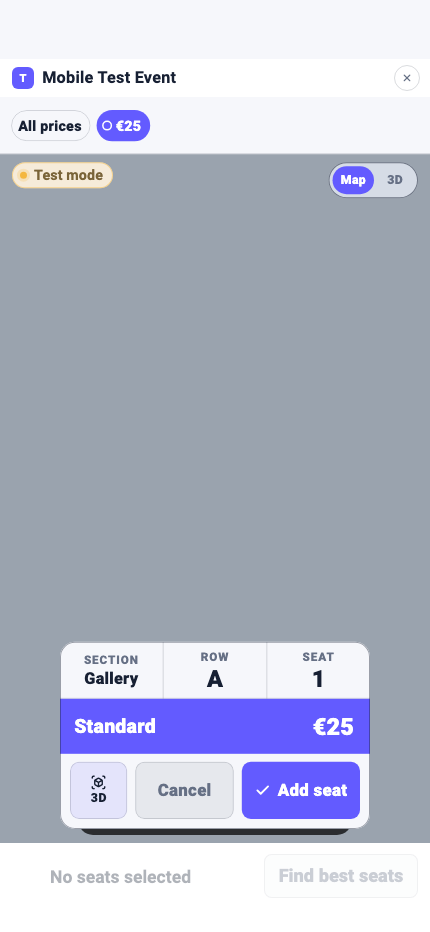 T Mobile Test Event ×
All prices €25
Test mode
Map 3D
SECTION ROW SEAT
Gallery A 1
Standard €25
3D Cancel Add seat
No seats selected Find best seats